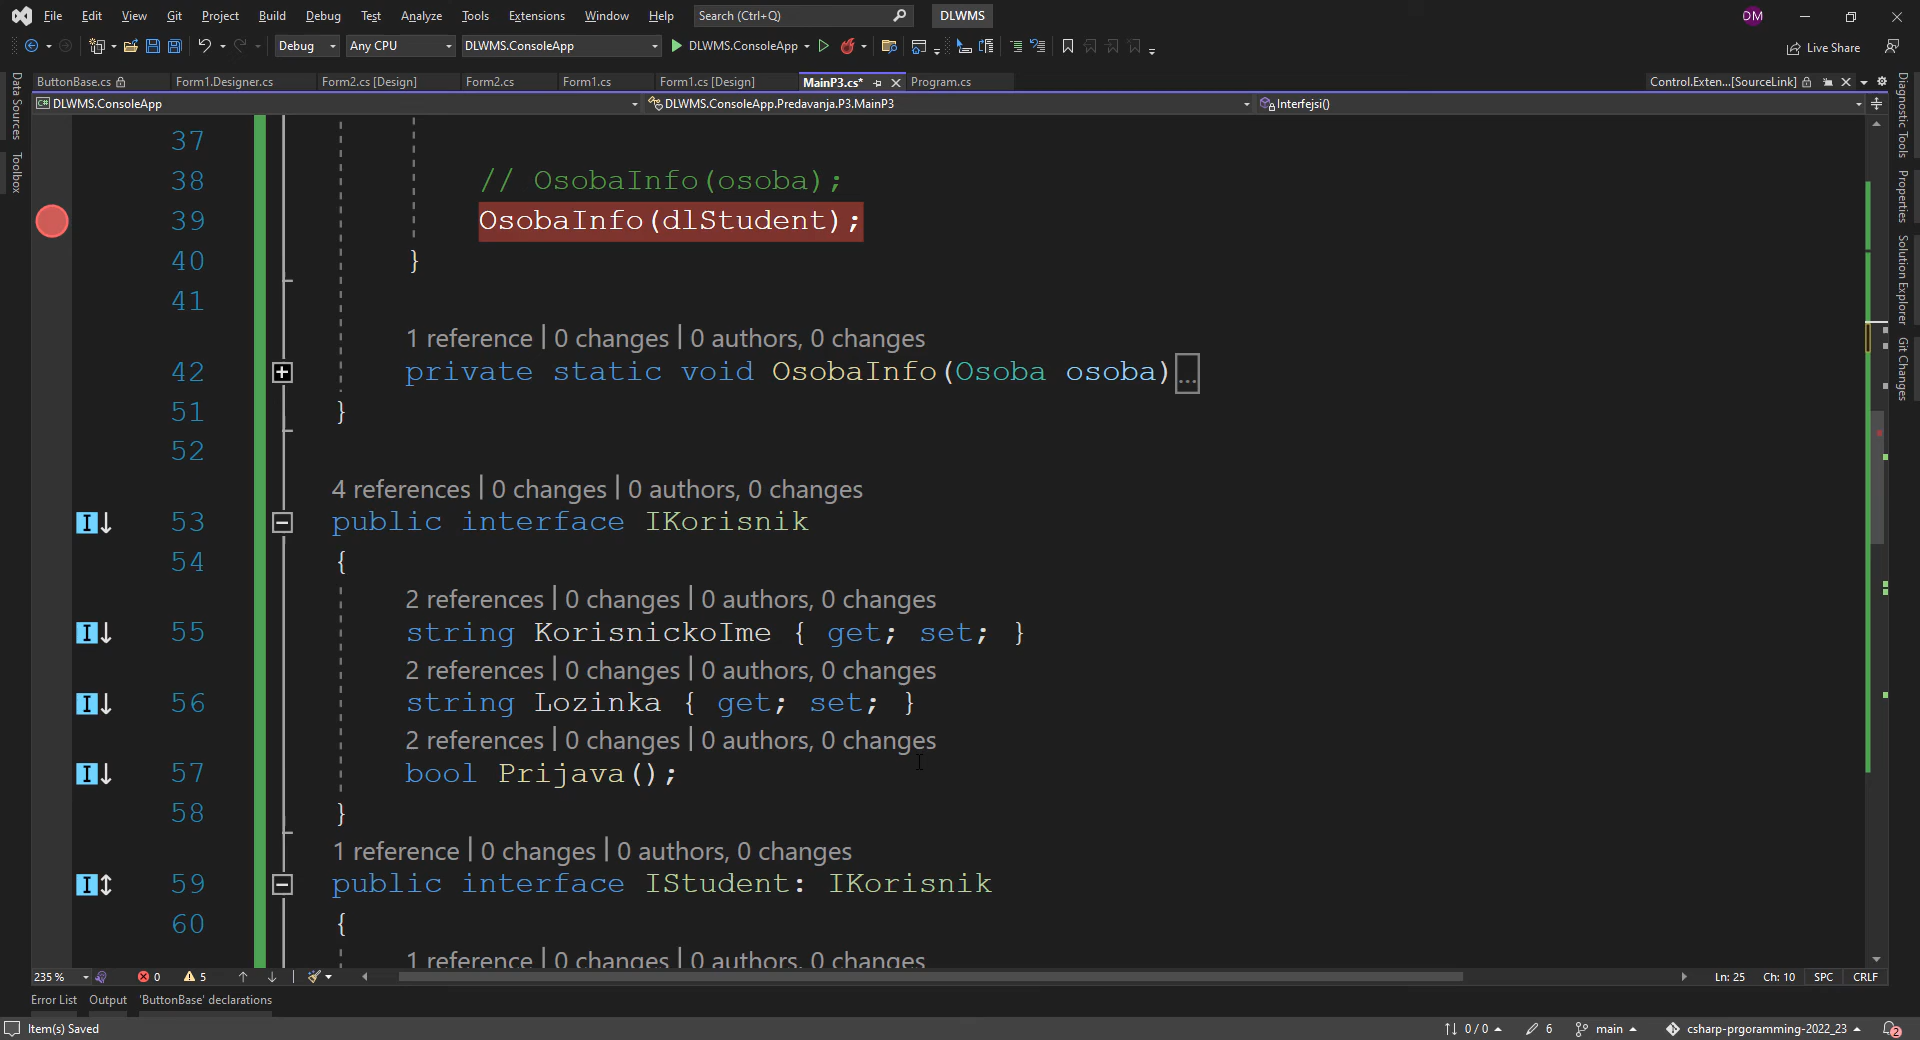 File Edit View Git Project Build Debug Test Analyze Tools Extensions Window Help Search (Ctrl+Q) DLWMS DM
Debug Any CPU DLWMS.ConsoleApp DLWMS.ConsoleApp Live Share
ButtonBase.cs Form1.Designer.cs Form2.cs [Design] Form2.cs Form1.cs Form1.cs [Design] MainP3.cs* Program.cs Control.Exten...[SourceLink]
DLWMS.ConsoleApp DLWMS.ConsoleApp.Predavanja.P3.MainP3 Interfejsi()
Data Sources
Toolbox
37
38 // OsobaInfo(osoba);
39 OsobaInfo(dlStudent);
40 }
41
1 reference | 0 changes | 0 authors, 0 changes
42 private static void OsobaInfo(Osoba osoba)...
51 }
52
4 references | 0 changes | 0 authors, 0 changes
53 public interface IKorisnik
54 {
2 references | 0 changes | 0 authors, 0 changes
55 string KorisnickoIme { get; set; }
2 references | 0 changes | 0 authors, 0 changes
56 string Lozinka { get; set; }
2 references | 0 changes | 0 authors, 0 changes
57 bool Prijava();
58 }
1 reference | 0 changes | 0 authors, 0 changes
59 public interface IStudent: IKorisnik
60 {
1 reference | 0 changes | 0 authors, 0 changes
Diagnostic Tools
Properties
Solution Explorer
Git Changes
235 % 0 5 Ln: 25 Ch: 10 SPC CRLF
Error List Output 'ButtonBase' declarations
Item(s) Saved 0 / 0 6 main csharp-prgoramming-2022_23 2